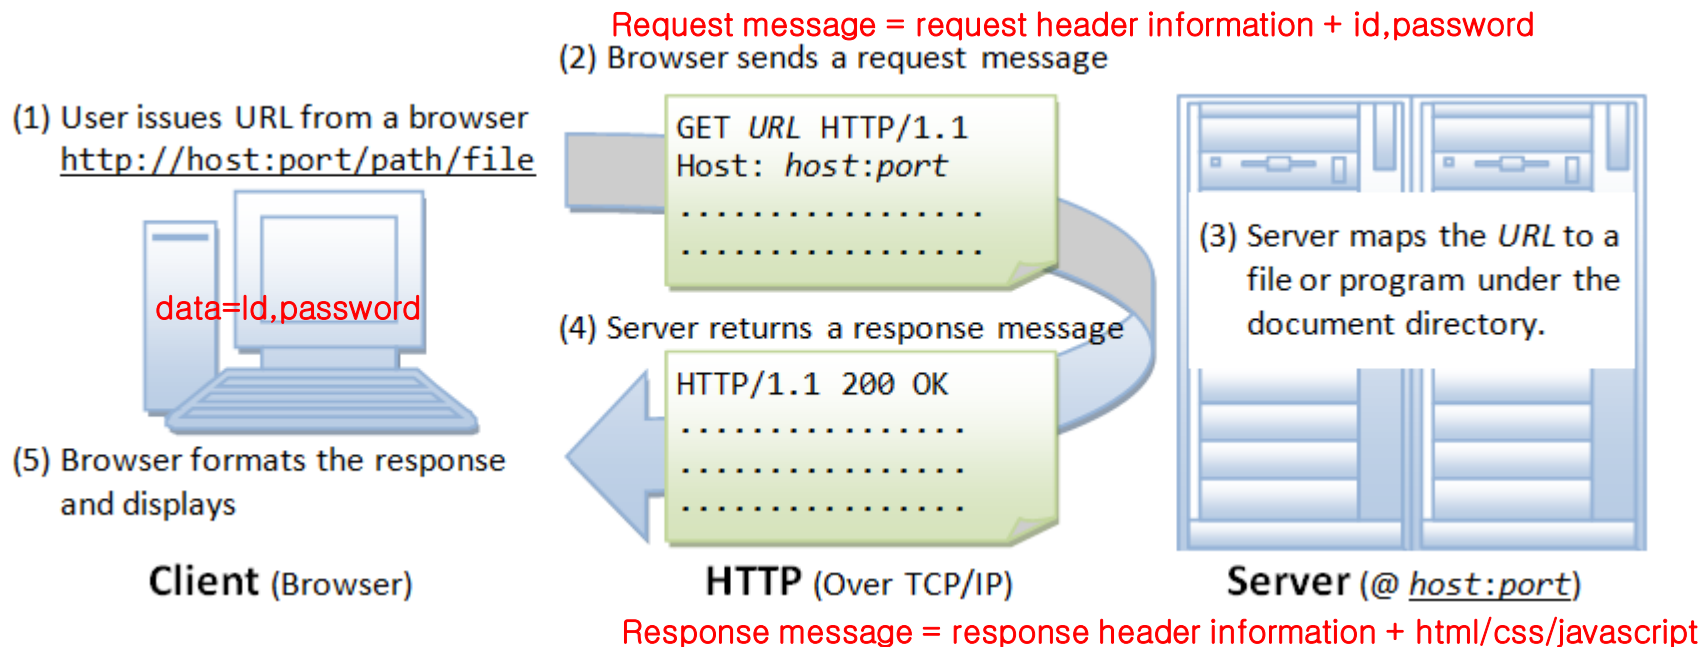 Request message = request header information + id,password
(2) Browser sends a request message
(1) User issues URL from a browser
http://host:port/path/file
GET URL HTTP/1.1
Host: host:port
..................
..................
(3) Server maps the URL to a
file or program under the
document directory.
data=Id,password
(4) Server returns a response message
HTTP/1.1 200 OK
.................
.................
.................
(5) Browser formats the response
and displays
Client (Browser)
HTTP (Over TCP/IP)
Server (@ host:port)
Response message = response header information + html/css/javascript